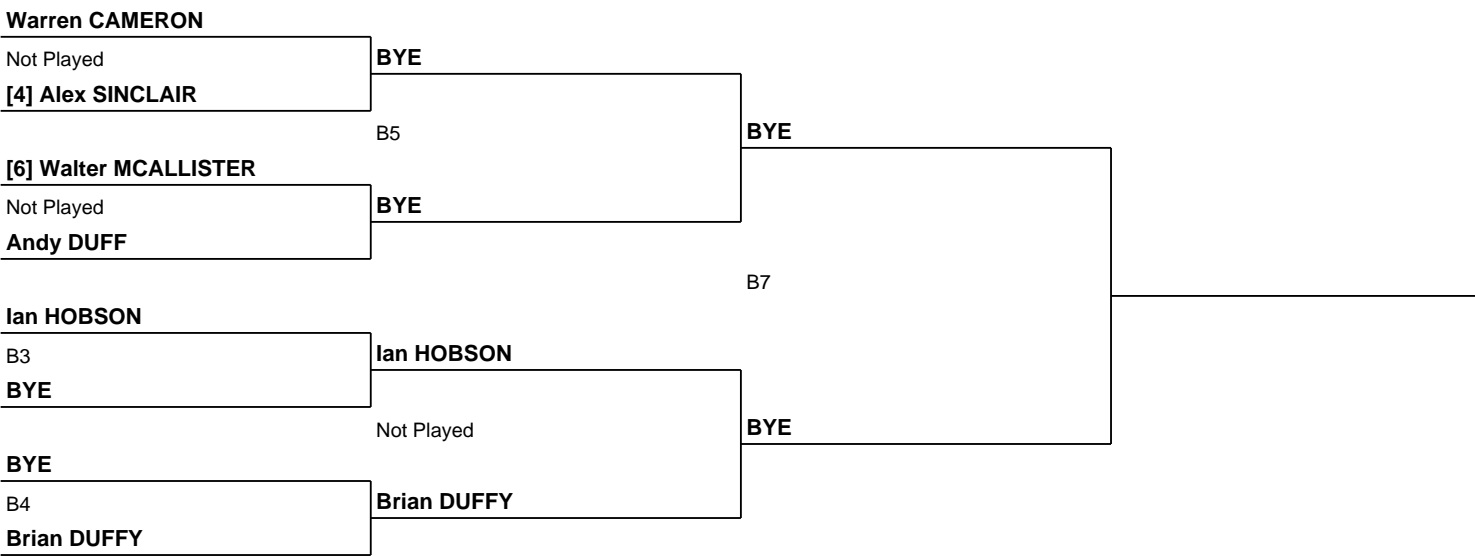 Warren CAMERON
Not Played
BYE
[4] Alex SINCLAIR
B5
BYE
[6] Walter MCALLISTER
Not Played
BYE
Andy DUFF
B7
Ian HOBSON
B3
Ian HOBSON
BYE
Not Played
BYE
BYE
B4
Brian DUFFY
Brian DUFFY